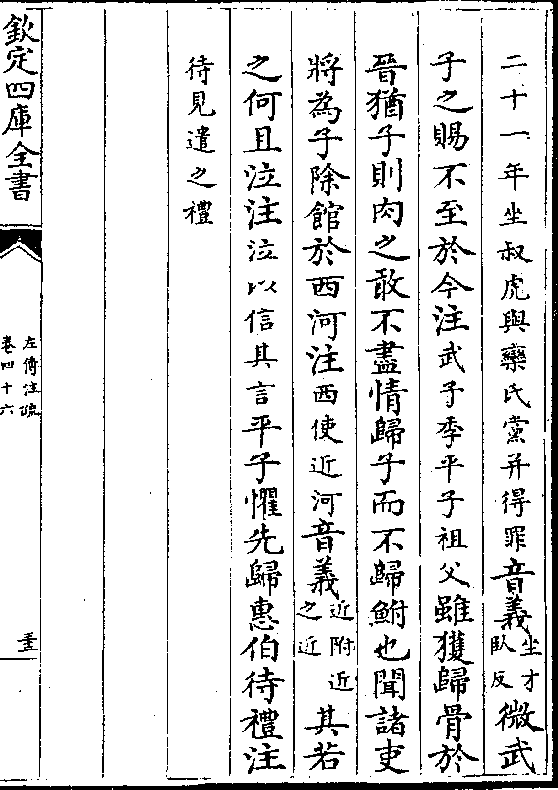 二十一年坐叔虎與欒氏黨并得罪音義坐才臥反微武
子之賜不至於今注武子季平子祖父雖獲歸骨於
晉猶子則肉之敢不盡情歸子而不歸鮒也聞諸吏
將為子除館於西河注西使近河音義近附近之近其若
之何且泣注泣以信其言平子懼先歸惠伯待禮注
待見遣之禮
欽定四庫全書
左傳注疏
卷四十六